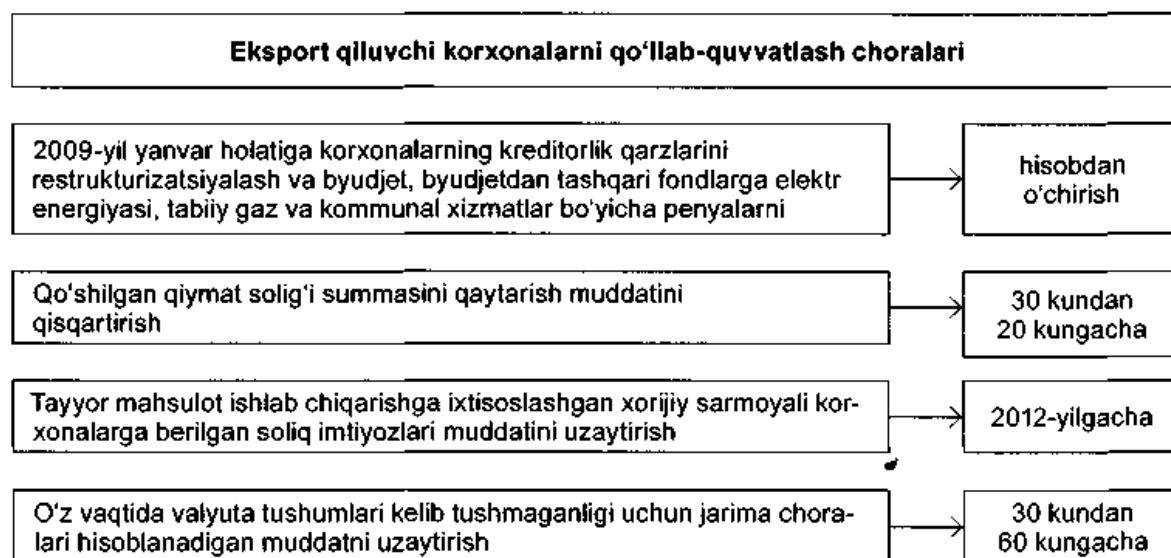 Eksport qiluvchi korxonalarni qo‘llab-quvvatlash choralari
2009-yil yanvar holatiga korxonalarning kreditorlik qarzlarini
restrukturizatsiyalash va byudjet, byudjetdan tashqari fondlarga elektr
energiyasi, tabiiy gaz va kommunal xizmatlar bo‘yicha penyalarni
hisobdan
o‘chirish
Qo‘shilgan qiymat solig‘i summasini qaytarish muddatini
qisqartirish
30 kundan
20 kungacha
Tayyor mahsulot ishlab chiqarishga ixtisoslashgan xorijiy sarmoyali kor-
xonalarga berilgan soliq imtiyozlari muddatini uzaytirish
2012-yilgacha
O‘z vaqtida valyuta tushumlari kelib tushmaganligi uchun jarima chora-
lari hisoblanadigan muddatni uzaytirish
30 kundan
60 kungacha